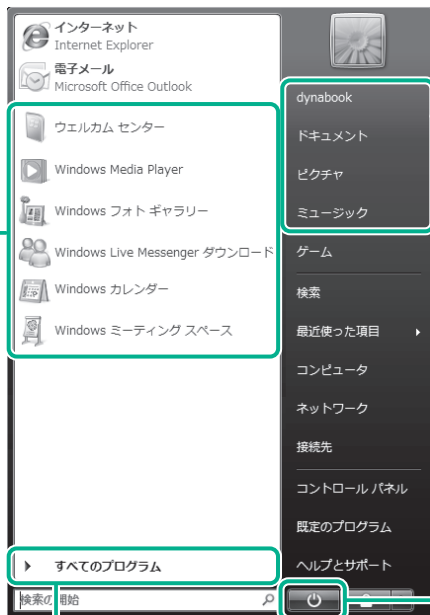 インターネット
Internet Explorer
電子メール
Microsoft Office Outlook
ウエルカム センター
Windows Media Player
Windows フォト ギャラリー
Windows Live Messenger ダウンロード
Windows カレンダー
Windows ミーティング スペース
すべてのプログラム
検索の開始
dynabook
ドキュメント
ピクチャ
ミュージック
ゲーム
検索
最近使った項目
コンピュータ
ネットワーク
接続先
コントロール パネル
既定のプログラム
ヘルプとサポート